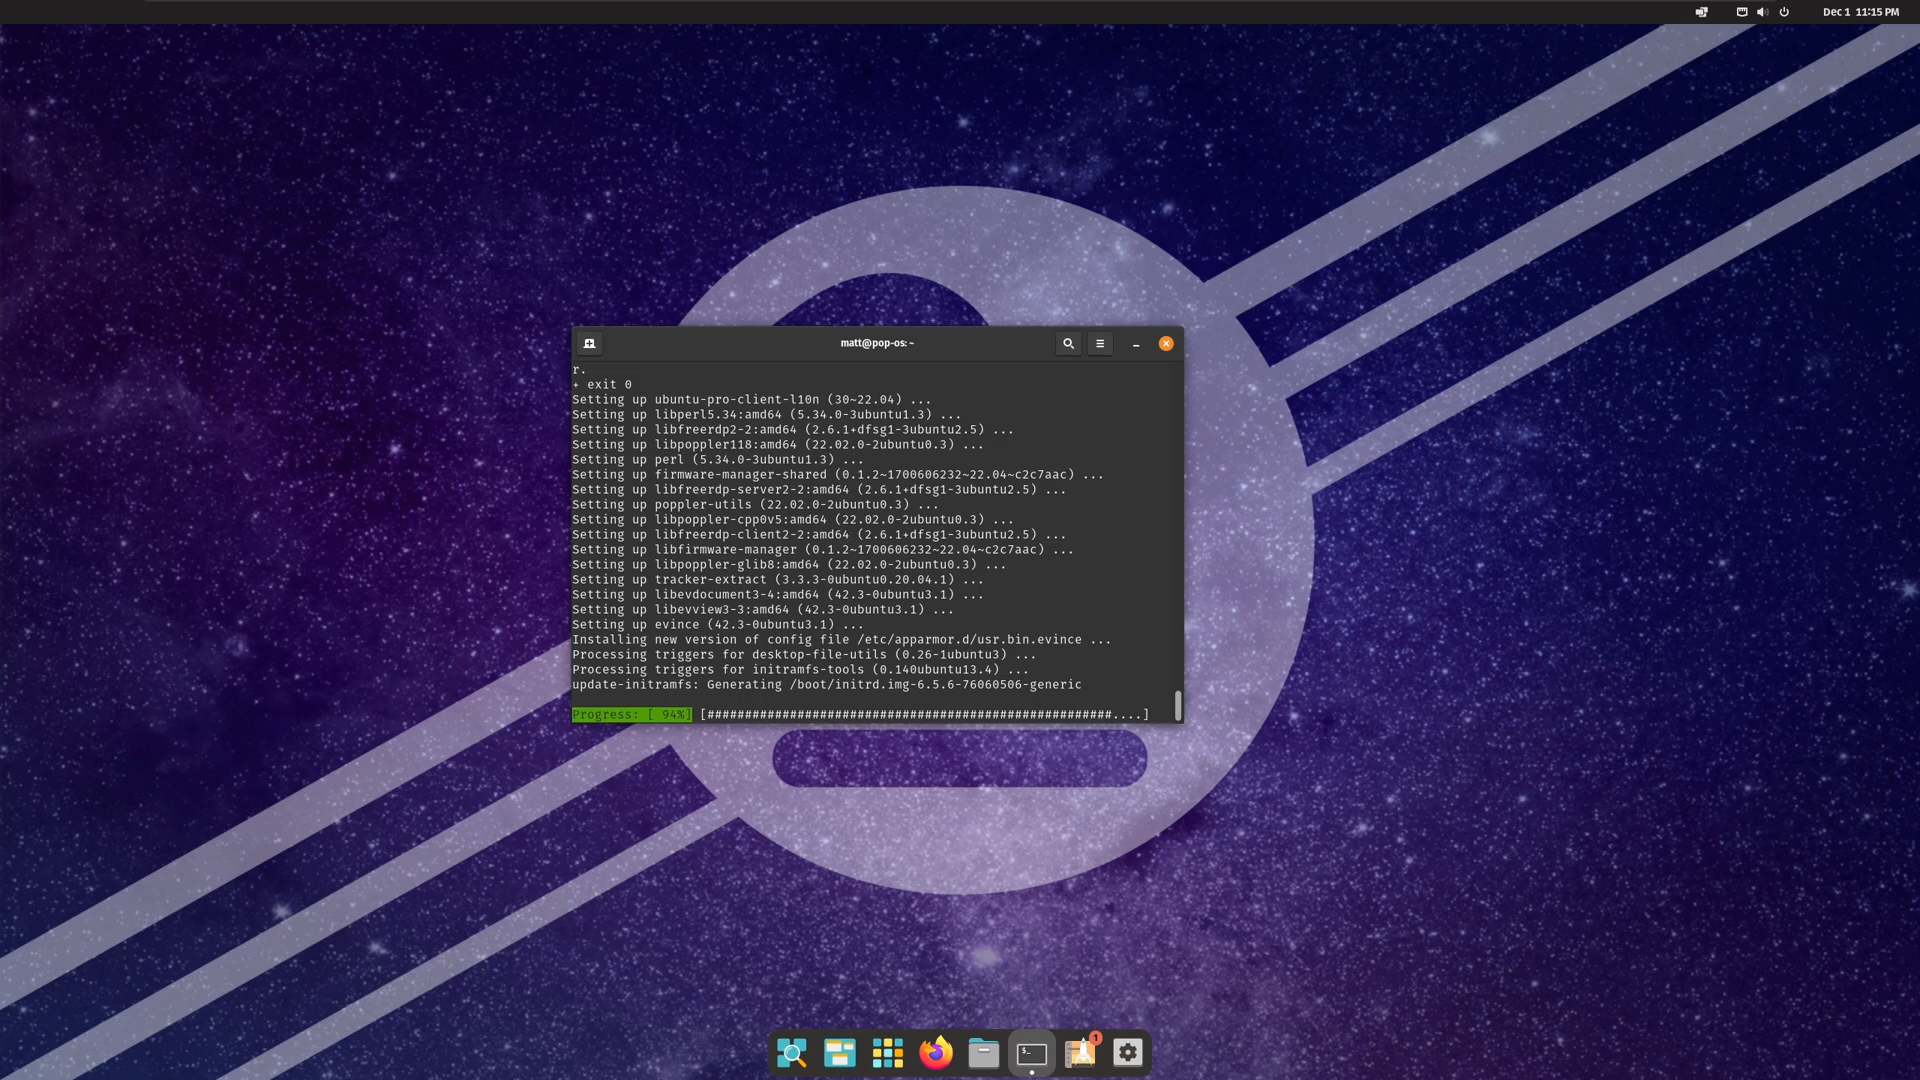 Dec 1 11:15 PM
matt@pop-os: ~
r.
+ exit 0
Setting up ubuntu-pro-client-l10n (30~22.04) ...
Setting up libperl5.34:amd64 (5.34.0-3ubuntu1.3) ...
Setting up libfreerdp2-2:amd64 (2.6.1+dfsg1-3ubuntu2.5) ...
Setting up libpoppler118:amd64 (22.02.0-2ubuntu0.3) ...
Setting up perl (5.34.0-3ubuntu1.3) ...
Setting up firmware-manager-shared (0.1.2~1700606232~22.04~c2c7aac) ...
Setting up libfreerdp-server2-2:amd64 (2.6.1+dfsg1-3ubuntu2.5) ...
Setting up poppler-utils (22.02.0-2ubuntu0.3) ...
Setting up libpoppler-cpp0v5:amd64 (22.02.0-2ubuntu0.3) ...
Setting up libfreerdp-client2-2:amd64 (2.6.1+dfsg1-3ubuntu2.5) ...
Setting up libfirmware-manager (0.1.2~1700606232~22.04~c2c7aac) ...
Setting up libpoppler-glib8:amd64 (22.02.0-2ubuntu0.3) ...
Setting up tracker-extract (3.3.3-0ubuntu0.20.04.1) ...
Setting up libevdocument3-4:amd64 (42.3-0ubuntu3.1) ...
Setting up libevview3-3:amd64 (42.3-0ubuntu3.1) ...
Setting up evince (42.3-0ubuntu3.1) ...
Installing new version of config file /etc/apparmor.d/usr.bin.evince ...
Processing triggers for desktop-file-utils (0.26-1ubuntu3) ...
Processing triggers for initramfs-tools (0.140ubuntu13.4) ...
update-initramfs: Generating /boot/initrd.img-6.5.6-76060506-generic
Progress: [ 94%] [######################################################....]
$_
1